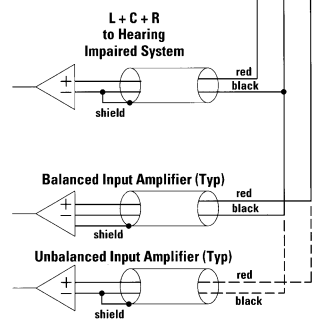 L + C + R
to Hearing
Impaired System
red
+
black
−
shield
Balanced Input Amplifier (Typ)
red
+
black
−
shield
Unbalanced Input Amplifier (Typ)
red
+
−
black
shield